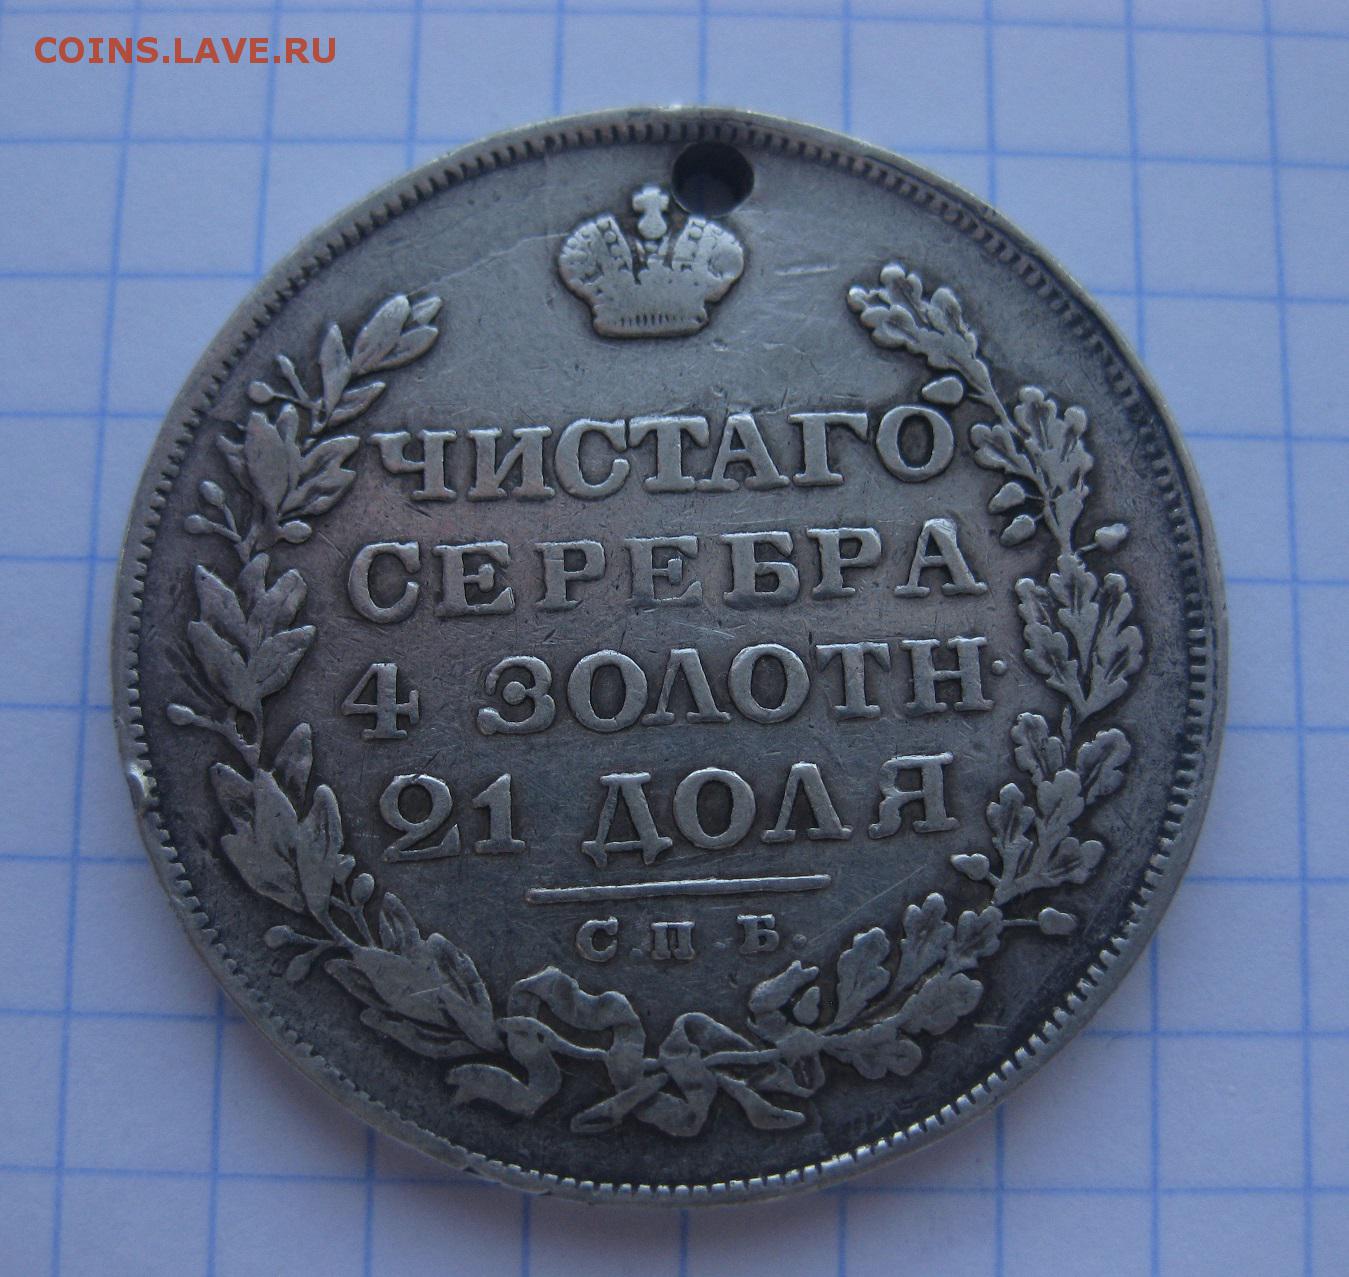 COINS.LAVE.RU
ЧИСТАГО
СЕРЕБРА
4 ЗОЛОТН.
21 ДОЛЯ
С.П.Б.